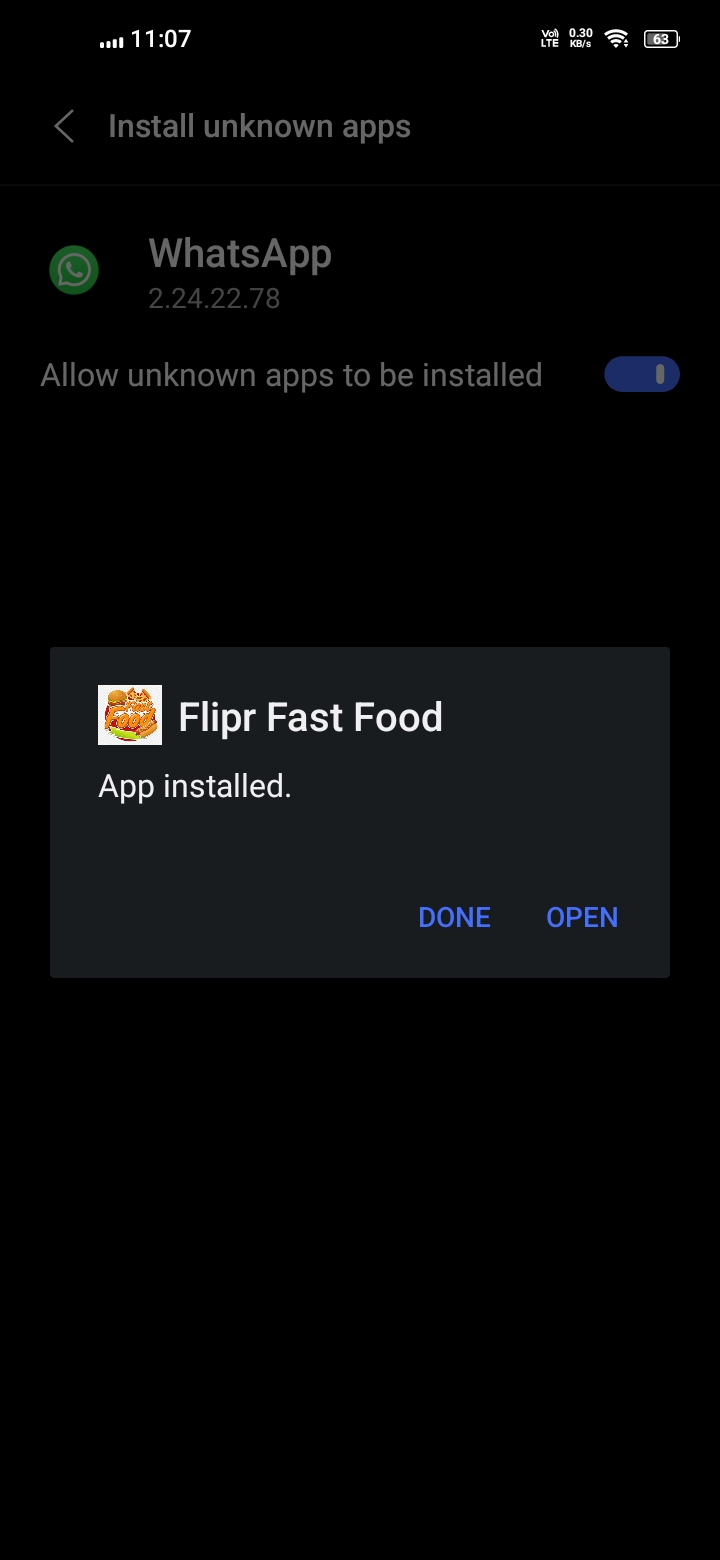 11:07
Vo)) 0.30
LTE KB/s
63
Install unknown apps
WhatsApp
2.24.22.78
Allow unknown apps to be installed
Food
Flipr Fast Food
App installed.
DONE OPEN